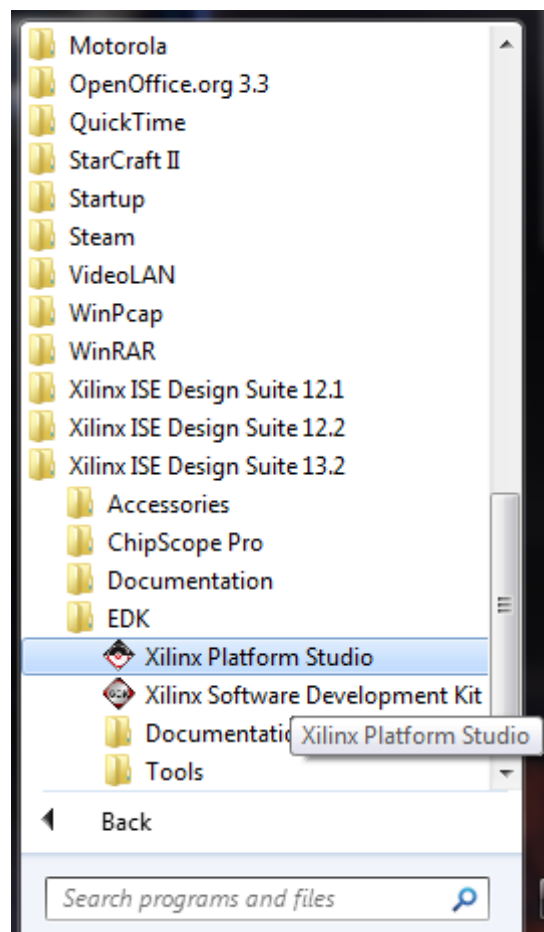 Motorola
OpenOffice.org 3.3
QuickTime
StarCraft II
Startup
Steam
VideoLAN
WinPcap
WinRAR
Xilinx ISE Design Suite 12.1
Xilinx ISE Design Suite 12.2
Xilinx ISE Design Suite 13.2
Accessories
ChipScope Pro
Documentation
EDK
Xilinx Platform Studio
Xilinx Software Development Kit
Documentatio Xilinx Platform Studio
Tools
Back
Search programs and files